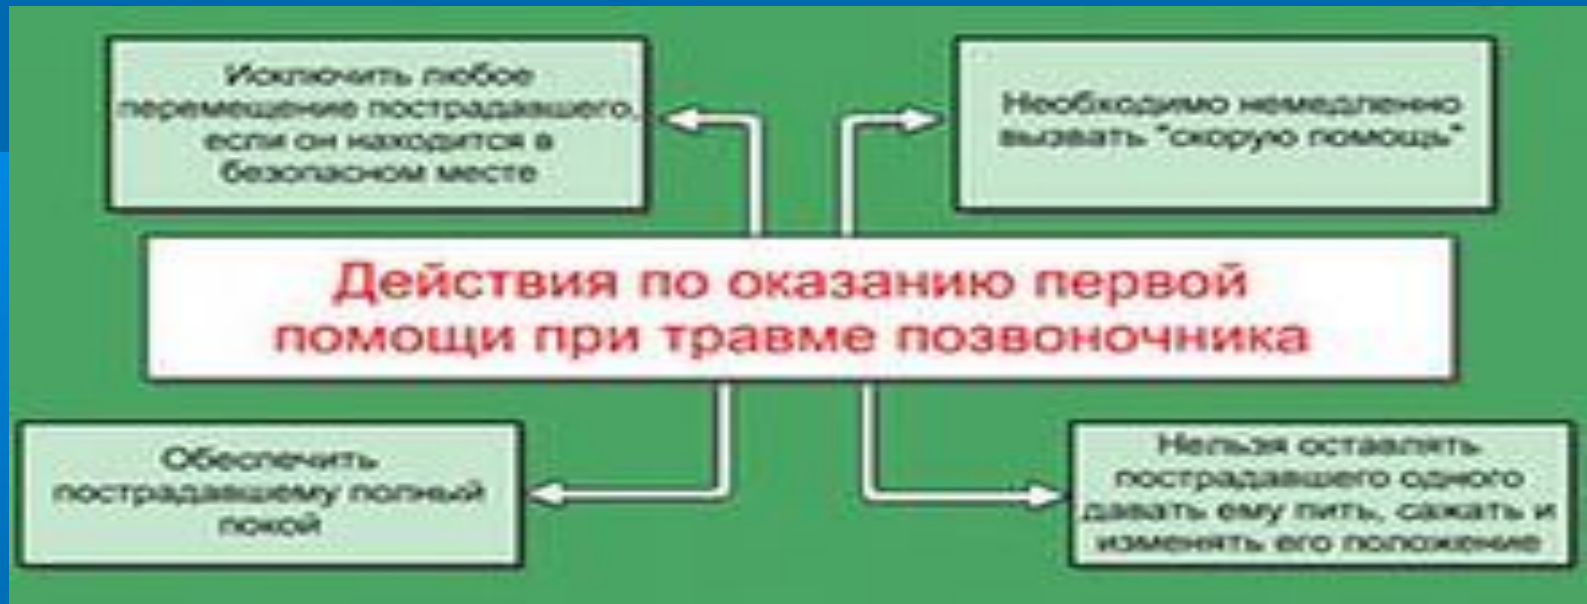 Исключить любое
перемещение пострадавшего,
если он находится в
безопасном месте
Необходимо немедленно
вызвать "скорую помощь"
Действия по оказанию первой
помощи при травме позвоночника
Обеспечить
пострадавшему полный
покой
Нельзя оставлять
пострадавшего одного
давать ему пить, сажать и
изменять его положение